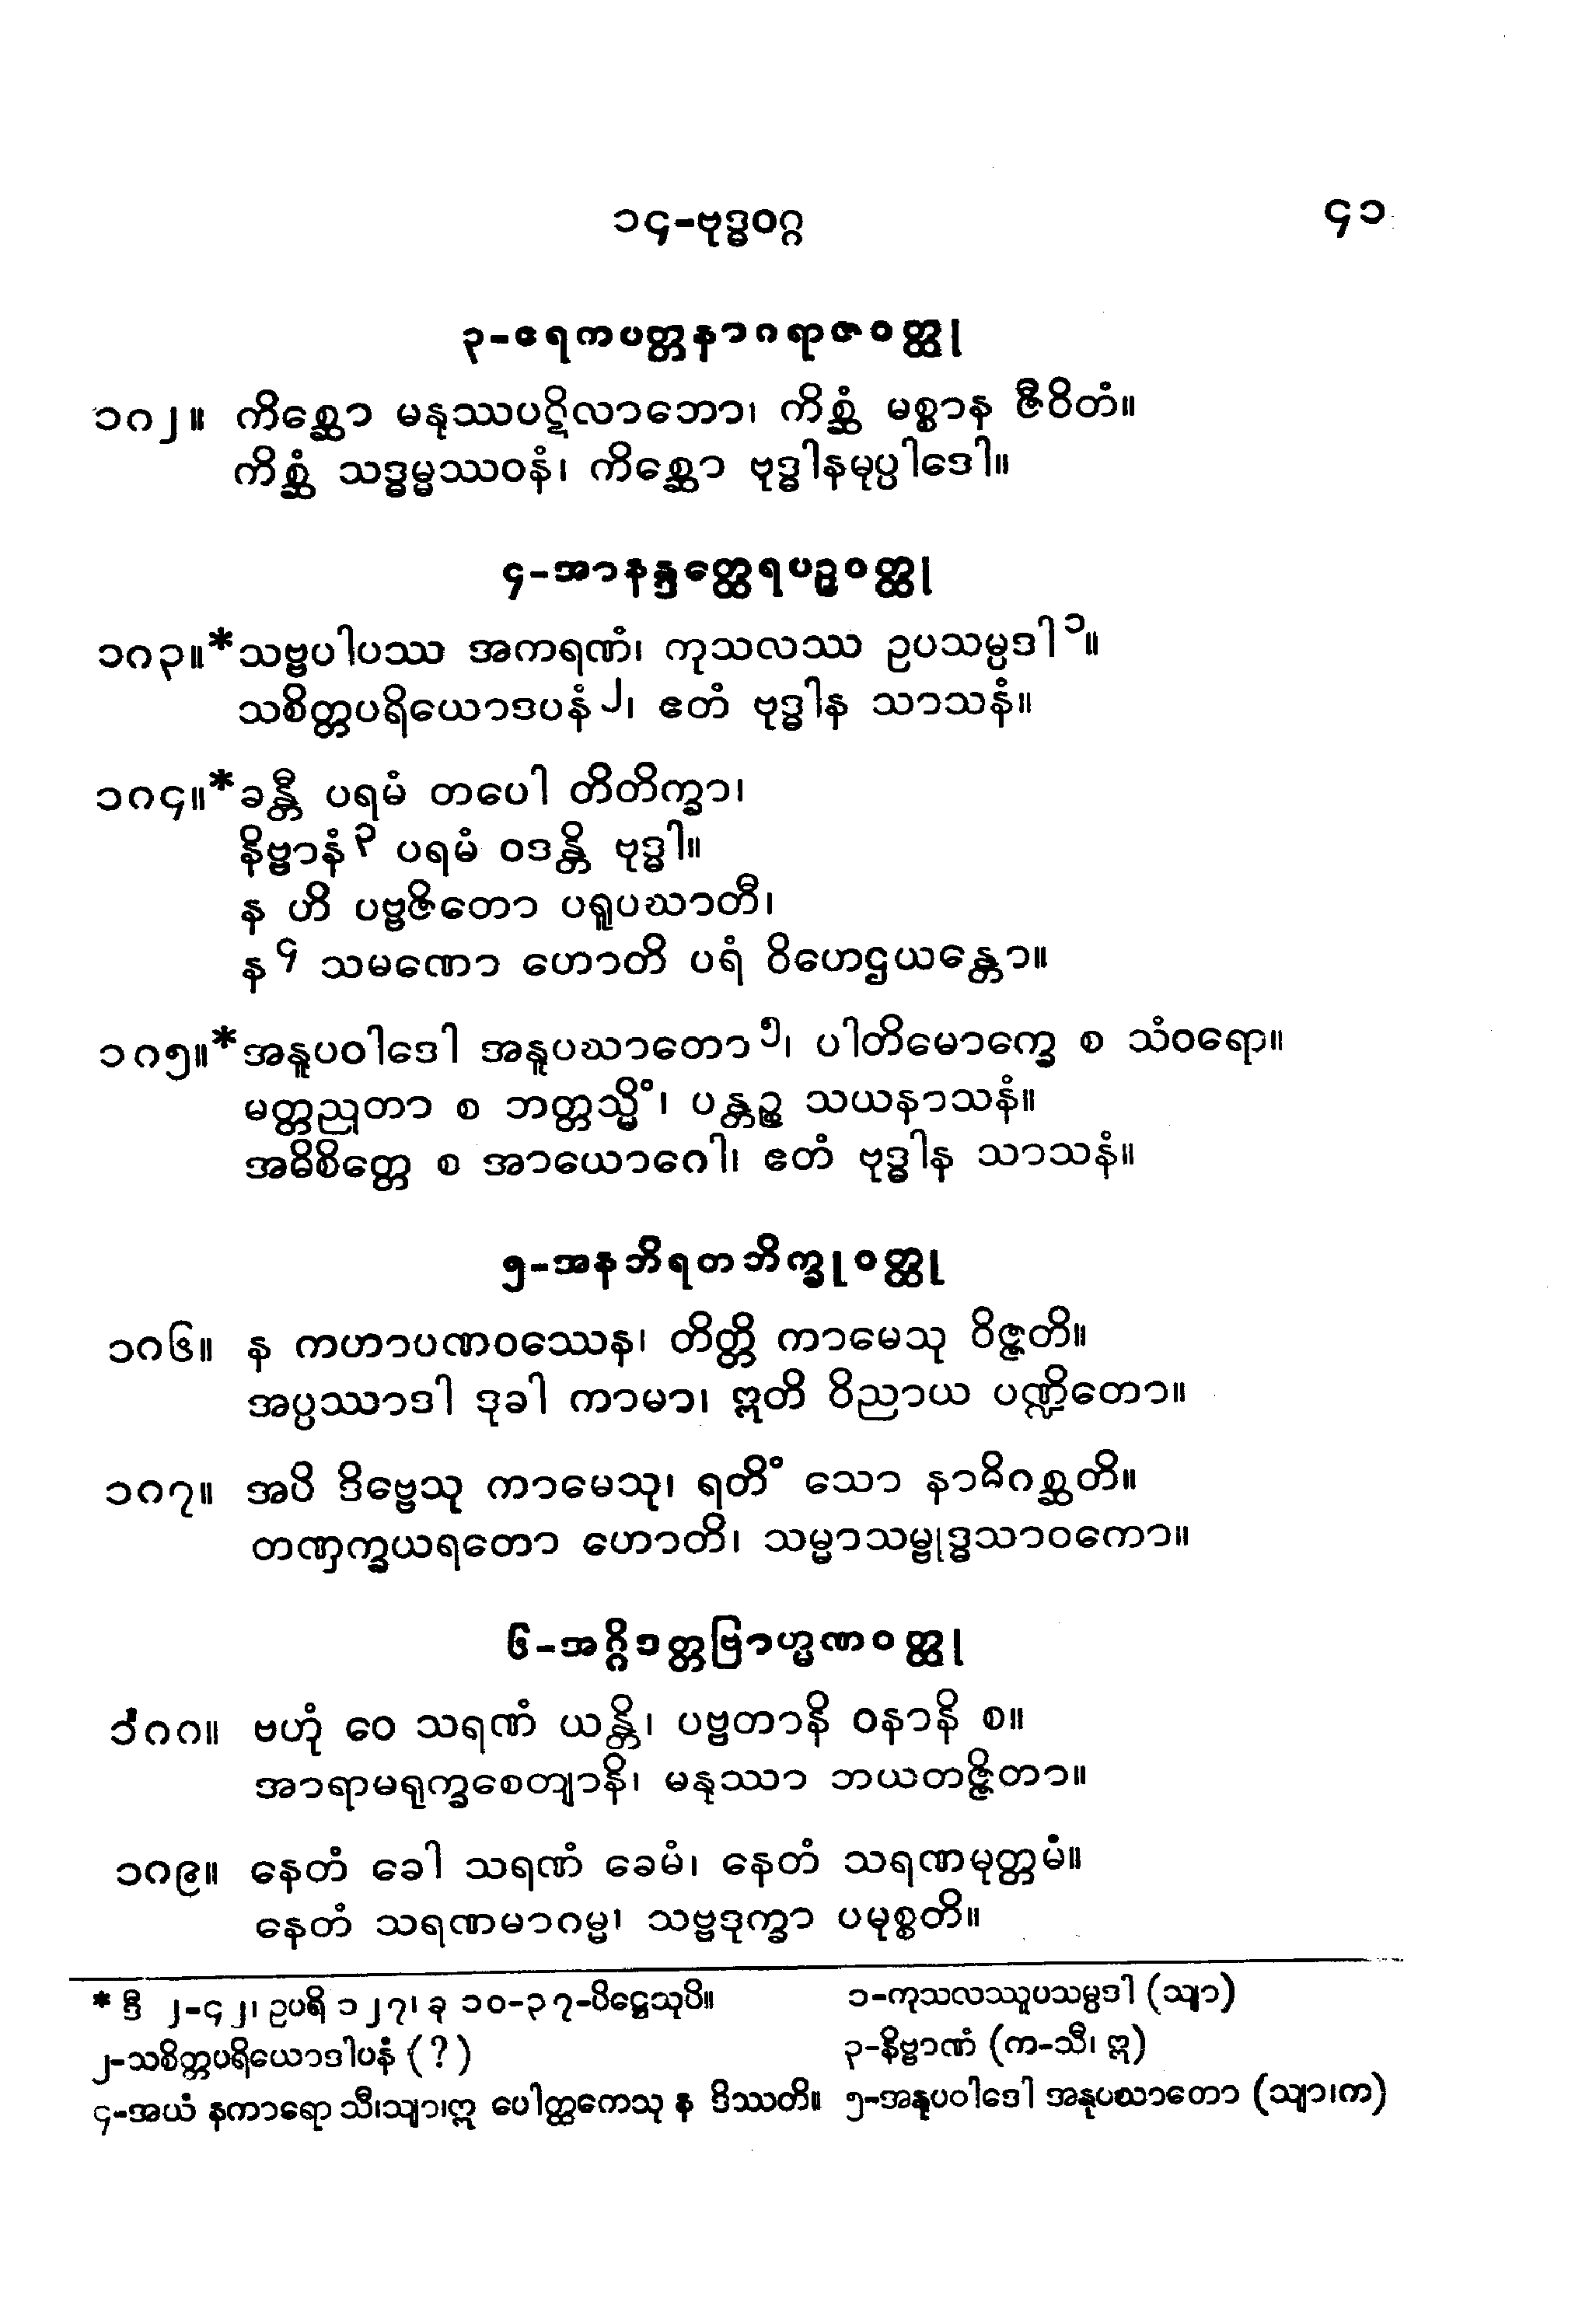 ၁၄-ဗုဒ္ဓဝဂ္ဂ ၄၁
၃-ဧရကပတ္တနာဂရာဇဝတ္ထု
၁၈၂။ ကိစ္ဆော မနုဿပဋိလာဘော၊ ကိစ္ဆံ မစ္စာန ဇီဝိတံ။
ကိစ္ဆံ သဒ္ဓမ္မဿဝနံ၊ ကိစ္ဆော ဗုဒ္ဓါနမုပ္ပါဒေါ။
၄-အာနန္ဒတ္ထေရပဉှဝတ္ထု
၁၈၃။*သဗ္ဗပါပဿ အကရဏံ၊ ကုသလဿ ဥပသမ္ပဒါ၁။
သစိတ္တပရိယောဒပနံ၂၊ ဧတံ ဗုဒ္ဓါန သာသနံ။
၁၈၄။*ခန္တီ ပရမံ တပေါ တီတိက္ခာ၊
နိဗ္ဗာနံ၃ ပရမံ ဝဒန္တိ ဗုဒ္ဓါ။
န ဟိ ပဗ္ဗဇိတော ပရူပဃာတီ၊
န၄ သမဏော ဟောတိ ပရံ ဝိဟေဌယန္တော။
၁၈၅။*အနူပဝါဒေါ အနူပဃာတော၅၊ ပါတိမောက္ခေ စ သံဝရော။
မတ္တညုတာ စ ဘတ္တသ္မိံ၊ ပန္တဉ္စ သယနာသနံ။
အဓိစိတ္တေ စ အာယောဂေါ၊ ဧတံ ဗုဒ္ဓါန သာသနံ။
၅-အနဘိရတဘိက္ခုဝတ္ထု
၁၈၆။ န ကဟာပဏဝဿေန၊ တိတ္တိ ကာမေသု ဝိဇ္ဇတိ။
အပ္ပဿာဒါ ဒုခါ ကာမာ၊ ဣတိ ဝိညာယ ပဏ္ဍိတော။
၁၈၇။ အပိ ဒိဗ္ဗေသု ကာမေသု၊ ရတိံ သော နာဓိဂစ္ဆတိ။
တဏှက္ခယရတော ဟောတိ၊ သမ္မာသမ္ဗုဒ္ဓသာဝကော။
၆-အဂ္ဂိဒတ္တဗြာဟ္မဏဝတ္ထု
၁၈၈။ ဗဟုံ ဝေ သရဏံ ယန္တိ၊ ပဗ္ဗတာနိ ဝနာနိ စ။
အာရာမရုက္ခစေတျာနိ၊ မနုဿာ ဘယတဇ္ဇိတာ။
၁၈၉။ နေတံ ခေါ သရဏံ ခေမံ၊ နေတံ သရဏမုတ္တမံ။
နေတံ သရဏမာဂမ္မ၊ သဗ္ဗဒုက္ခာ ပမုစ္စတိ။
* ဒီ ၂-၄၂၊ ဥပရိ ၁၂၇၊ ခု ၁၀-၃၇-ပိဋ္ဌေသုပိ။ ၁-ကုသလဿူပသမ္ပဒါ (သျာ)
၂-သစိတ္တပရိယောဒါပနံ (?) ၃-နိဗ္ဗာဏံ (က-သီ၊ ဣ)
၄-အယံ နကာရော သီ၊သျာ၊ဣ ပေါတ္ထကေသု န ဒိဿတိ။ ၅-အနုပဝါဒေါ အနုပဃာတော (သျာ၊က)